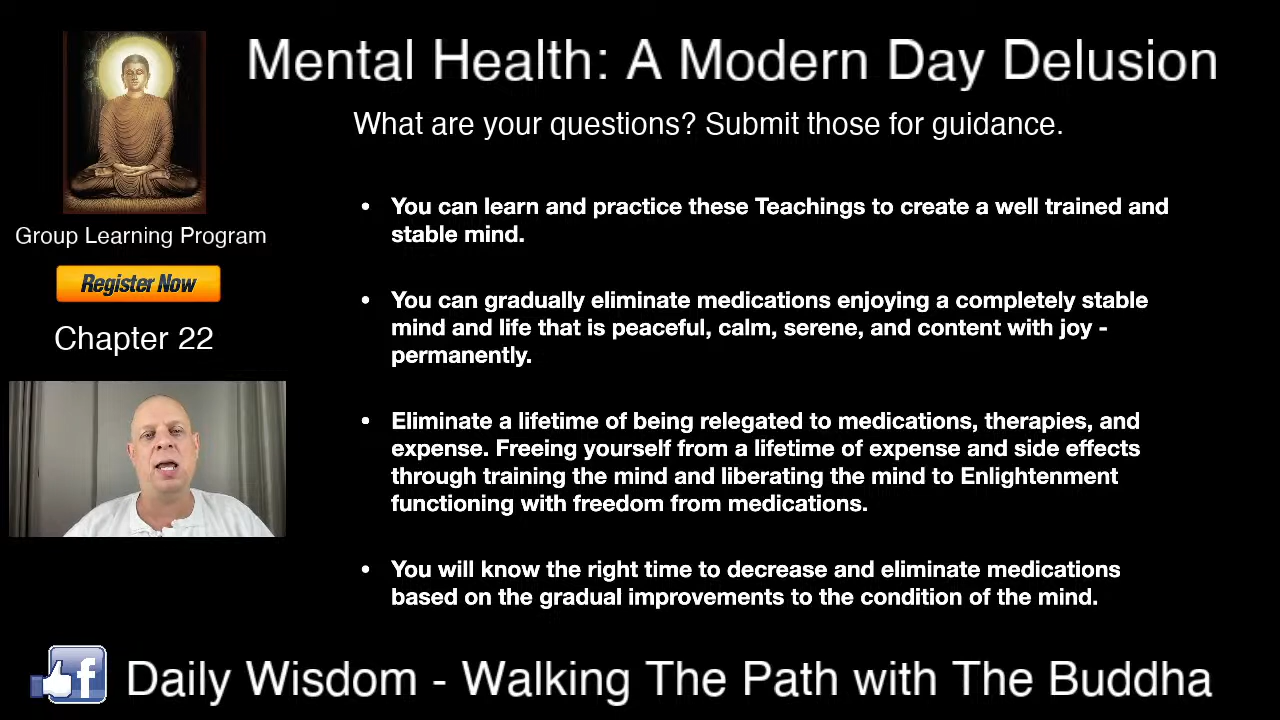 Mental Health: A Modern Day Delusion
What are your questions? Submit those for guidance.
Group Learning Program
Register Now
Chapter 22
• You can learn and practice these Teachings to create a well trained and
stable mind.
• You can gradually eliminate medications enjoying a completely stable
mind and life that is peaceful, calm, serene, and content with joy -
permanently.
• Eliminate a lifetime of being relegated to medications, therapies, and
expense. Freeing yourself from a lifetime of expense and side effects
through training the mind and liberating the mind to Enlightenment
functioning with freedom from medications.
• You will know the right time to decrease and eliminate medications
based on the gradual improvements to the condition of the mind.
f
Daily Wisdom - Walking The Path with The Buddha